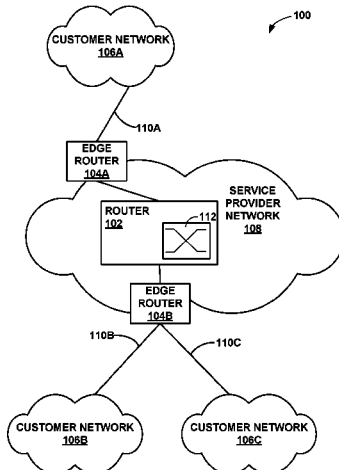 100
CUSTOMER NETWORK
106A
110A
EDGE
ROUTER
104A
SERVICE
PROVIDER
NETWORK
108
ROUTER
102
112
EDGE
ROUTER
104B
110B
110C
CUSTOMER NETWORK
106B
CUSTOMER NETWORK
106C